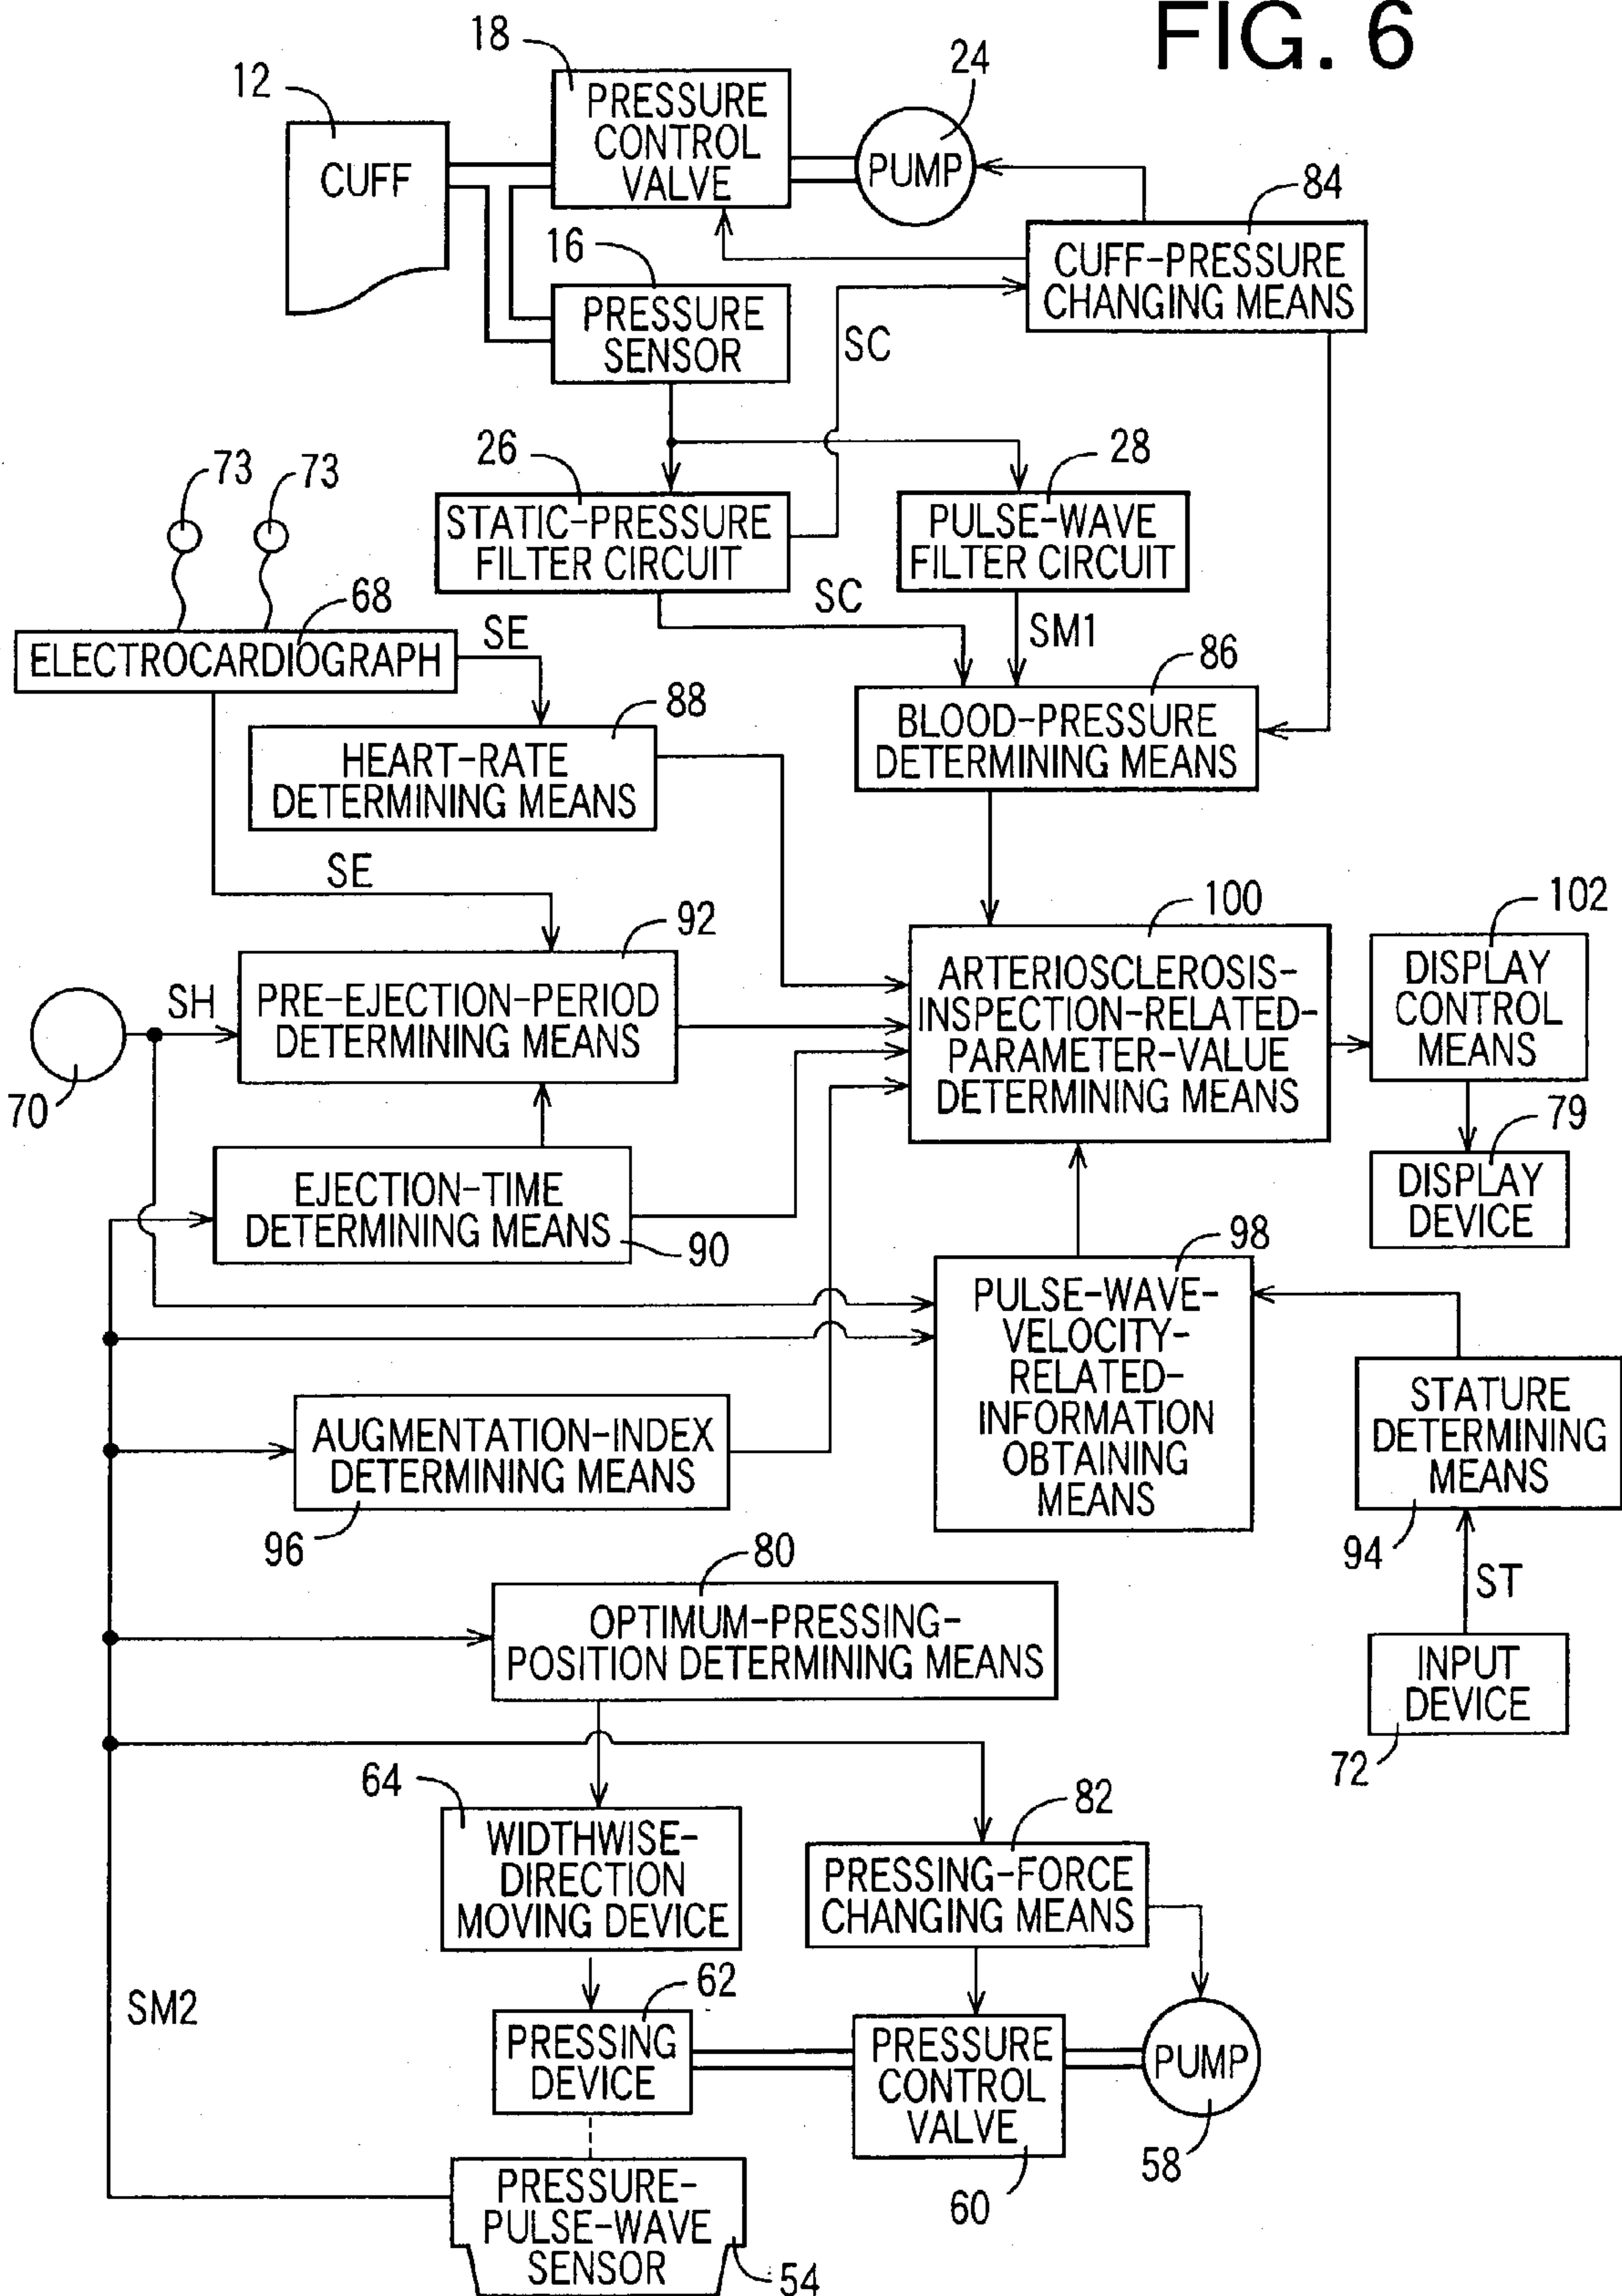 FIG. 6
18
24
12
PRESSURE
CONTROL
VALVE
PUMP
CUFF
84
16
CUFF-PRESSURE
CHANGING MEANS
PRESSURE
SENSOR
SC
26
28
73
73
STATIC-PRESSURE
FILTER CIRCUIT
PULSE-WAVE
FILTER CIRCUIT
68
SC
SE
SM1
ELECTROCARDIOGRAPH
86
88
BLOOD-PRESSURE
DETERMINING MEANS
HEART-RATE
DETERMINING MEANS
SE
92
100
102
PRE-EJECTION-PERIOD
DETERMINING MEANS
SH
70
ARTERIOSCLEROSIS-
INSPECTION-RELATED-
PARAMETER-VALUE
DETERMINING MEANS
DISPLAY
CONTROL
MEANS
79
EJECTION-TIME
DETERMINING MEANS
90
DISPLAY
DEVICE
98
PULSE-WAVE-
VELOCITY-
RELATED-
INFORMATION
OBTAINING
MEANS
AUGMENTATION-INDEX
DETERMINING MEANS
96
STATURE
DETERMINING
MEANS
94
ST
80
OPTIMUM-PRESSING-
POSITION DETERMINING MEANS
INPUT
DEVICE
72
64
82
WIDTHWISE-
DIRECTION
MOVING DEVICE
PRESSING-FORCE
CHANGING MEANS
62
SM2
PRESSING
DEVICE
PRESSURE
CONTROL
VALVE
PUMP
58
60
PRESSURE-
PULSE-WAVE
SENSOR
54